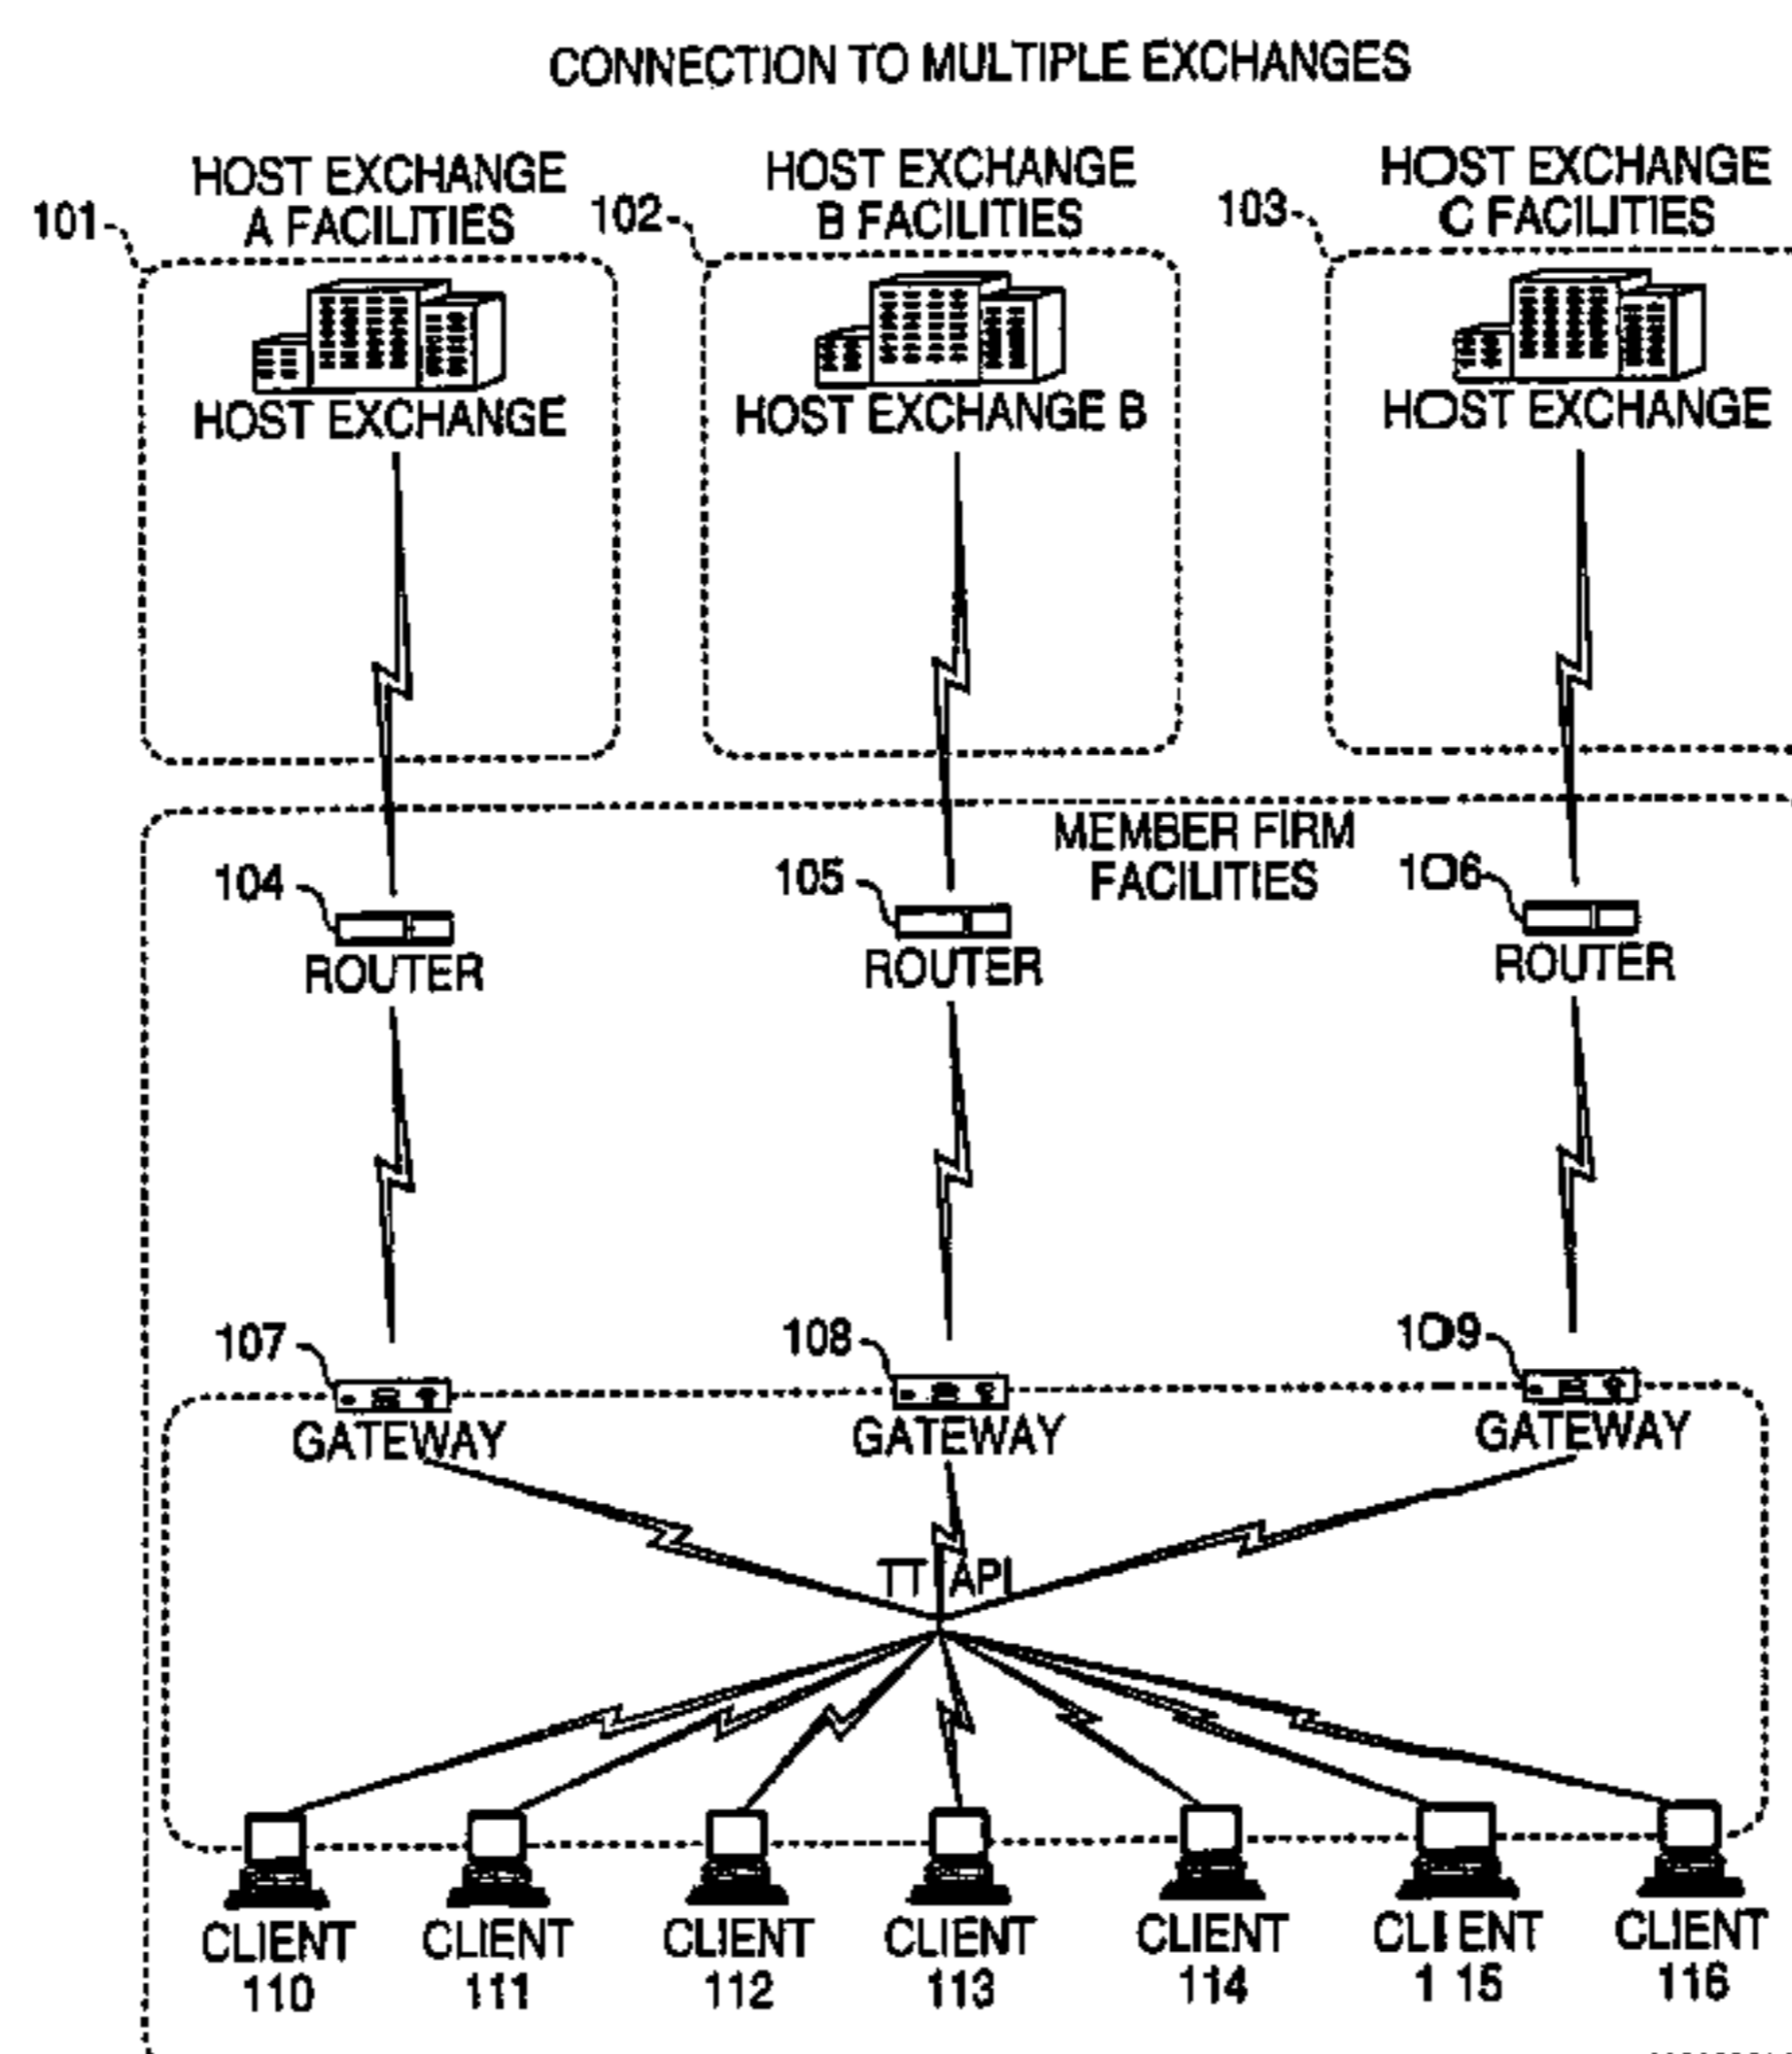 CONNECTION TO MULTIPLE EXCHANGES
101
HOST EXCHANGE
A FACILITIES
102
HOST EXCHANGE
B FACILITIES
103
HOST EXCHANGE
C FACILITIES
HOST EXCHANGE
HOST EXCHANGE B
HOST EXCHANGE
MEMBER FIRM
FACILITIES
104
ROUTER
105
ROUTER
106
ROUTER
107
GATEWAY
108
GATEWAY
109
GATEWAY
TT API
CLIENT
110
CLIENT
111
CLIENT
112
CLIENT
113
CLIENT
114
CLIENT
115
CLIENT
116